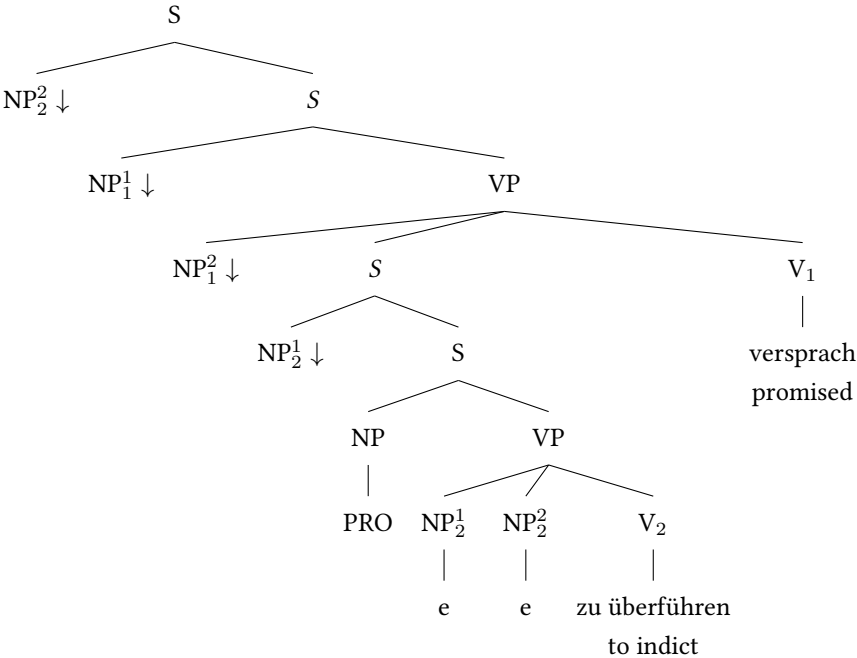 S
NP₂² ↓ S
NP₁¹ ↓ VP
NP₁² ↓ S V₁
NP₂¹ ↓ S versprach
promised
NP VP
PRO NP₂¹ NP₂² V₂
e e zu überführen
to indict